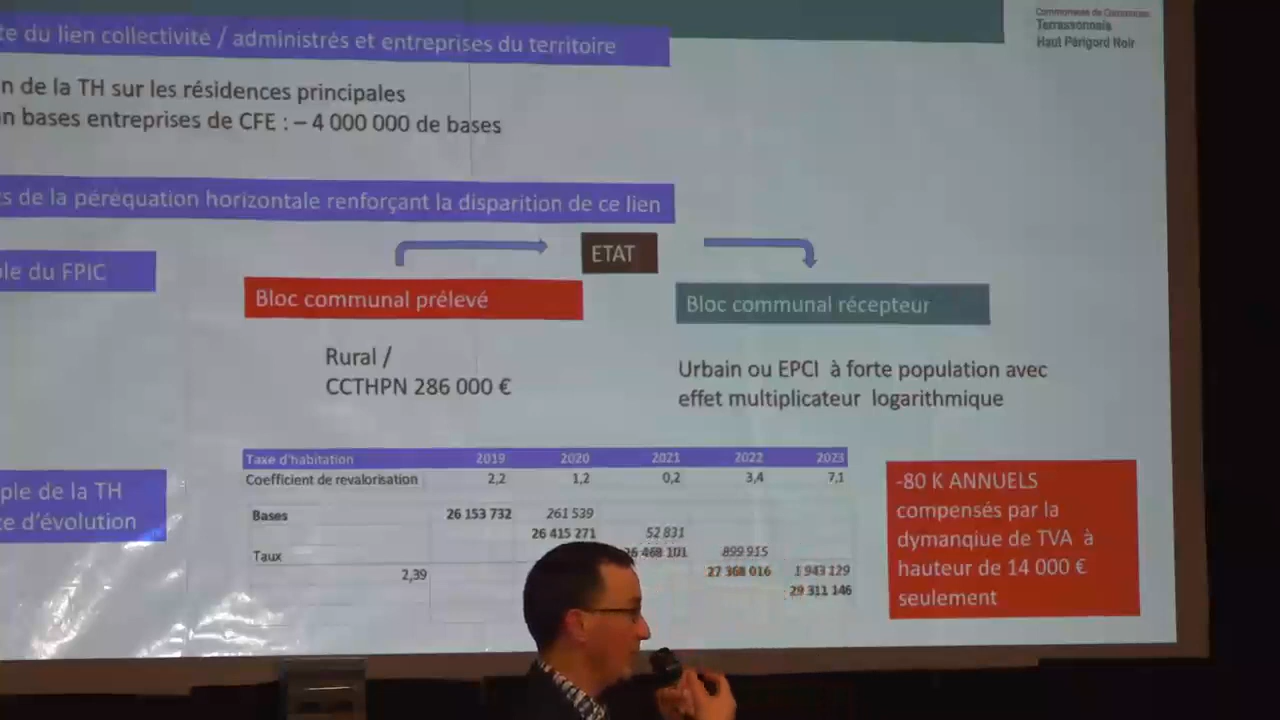 Communauté de Communes
Terrassonnais
Haut Périgord Noir
te du lien collectivité / administrés et entreprises du territoire
n de la TH sur les résidences principales
n bases entreprises de CFE : – 4 000 000 de bases
s de la péréquation horizontale renforçant la disparition de ce lien
ETAT
ple du FPIC
Bloc communal prélevé
Bloc communal récepteur
Rural /
CCTHPN 286 000 €
Urbain ou EPCI à forte population avec
effet multiplicateur logarithmique
ple de la TH
te d'évolution
Taxe d'habitation 2019 2020 2021 2022 2023
Coefficient de revalorisation 2,2 1,2 0,2 3,4 7,1
Bases 26 153 732 261 539
26 415 271 52 831
Taux 26 468 101 899 915
2,39 27 368 016 1 943 129
29 311 146
-80 K ANNUELS
compensés par la
dymanqiue de TVA à
hauteur de 14 000 €
seulement